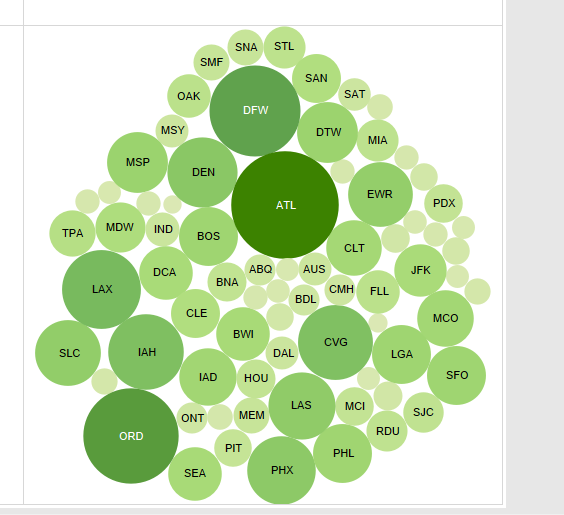 STL
SNA
SMF
SAN
OAK
SAT
DFW
MSY
DTW
MIA
MSP
DEN
EWR
PDX
ATL
TPA
MDW
IND
BOS
CLT
DCA
ABQ
AUS
JFK
BNA
LAX
CMH
FLL
BDL
CLE
MCO
BWI
CVG
SLC
IAH
DAL
LGA
IAD
HOU
SFO
LAS
MCI
SJC
ONT
MEM
ORD
RDU
PIT
PHL
SEA
PHX